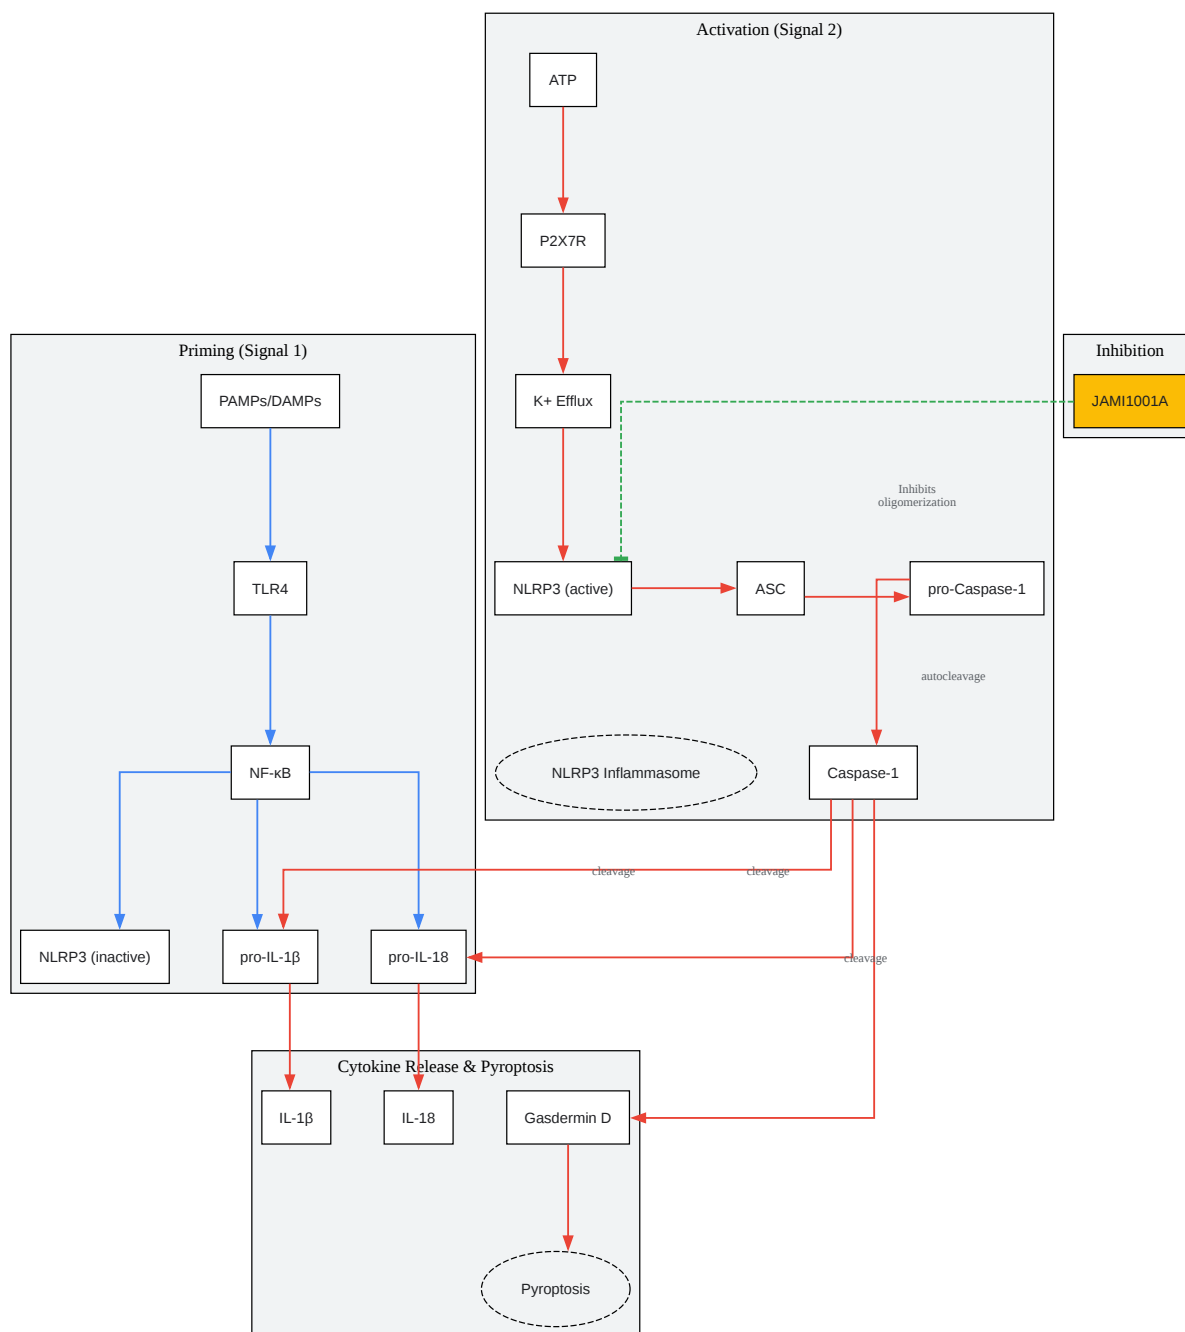 Activation (Signal 2)
ATP
P2X7R
Priming (Signal 1)
Inhibition
PAMPs/DAMPs
K+ Efflux
JAMI1001A
Inhibits
oligomerization
TLR4
NLRP3 (active)
ASC
pro-Caspase-1
autocleavage
NF-κB
NLRP3 Inflammasome
Caspase-1
cleavage
cleavage
NLRP3 (inactive)
pro-IL-1β
pro-IL-18
cleavage
Cytokine Release & Pyroptosis
IL-1β
IL-18
Gasdermin D
Pyroptosis